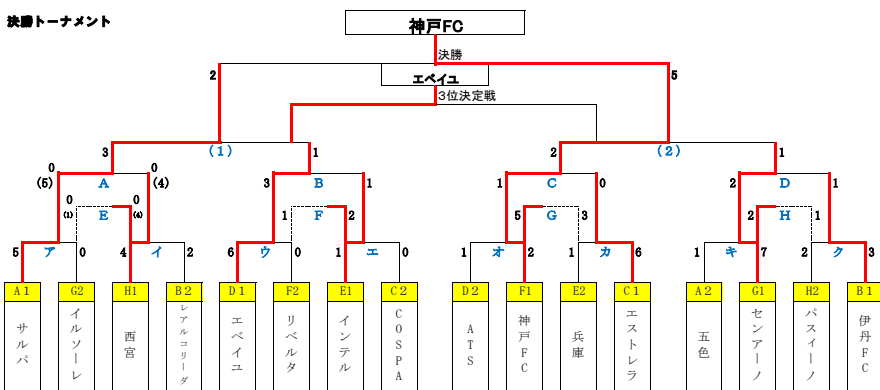 決勝トーナメント
神戸FC
決勝
2
エベイユ
5
3位決定戦
3
(1)
1
2
(2)
1
0
0
(5)
A
(4)
3
B
1
1
C
0
2
D
1
0
0
(1)
E
1
F
2
5
G
3
2
H
1
5
ア
0
4
イ
2
6
ウ
0
1
エ
0
1
オ
2
1
カ
6
1
キ
7
2
ク
3
A1
G2
H1
B2
D1
F2
E1
C2
D2
F1
E2
C1
A2
G1
H2
B1
サルパ
イルソーレ
西宮
レアルコリーダ
エベイユ
リベルタ
インテル
COSPA
ATS
神戸FC
兵庫
エストレラ
五色
センアーノ
パスィーノ
伊丹FC